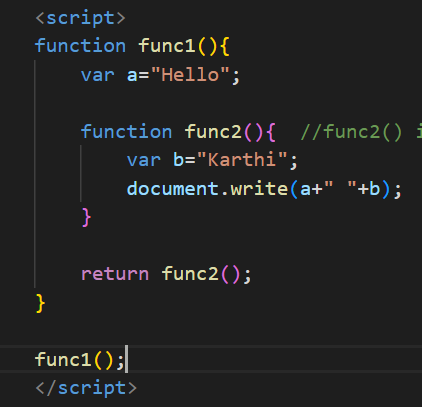 <script>
function func1(){
var a="Hello";
function func2(){ //func2() i
var b="Karthi";
document.write(a+" "+b);
}
return func2();
}
func1();
</script>